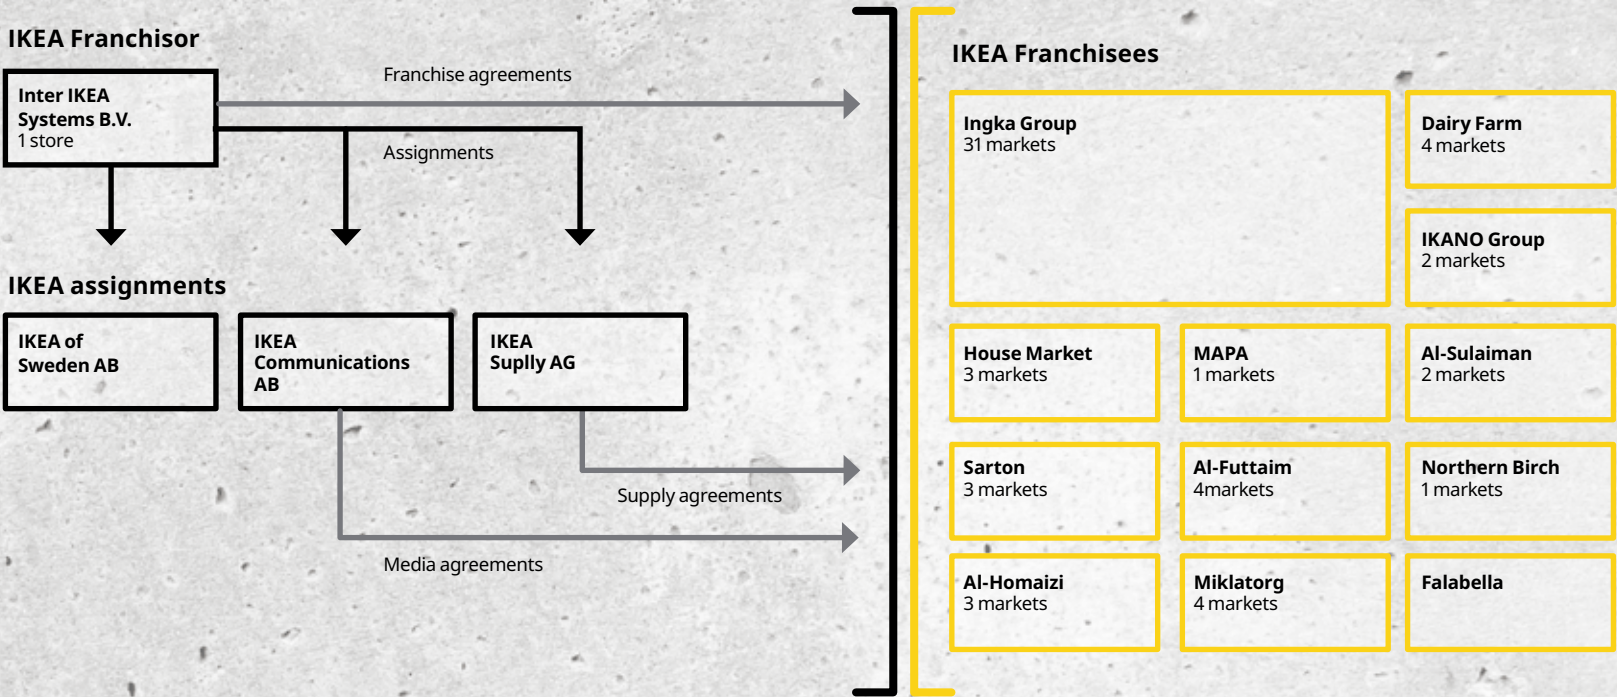 IKEA Franchisor
Inter IKEA
Systems B.V.
1 store
Franchise agreements
Assignments
IKEA assignments
IKEA of
Sweden AB
IKEA
Communications
AB
IKEA
Suplly AG
Supply agreements
Media agreements
IKEA Franchisees
Ingka Group
31 markets
Dairy Farm
4 markets
IKANO Group
2 markets
House Market
3 markets
MAPA
1 markets
Al-Sulaiman
2 markets
Sarton
3 markets
Al-Futtaim
4markets
Northern Birch
1 markets
Al-Homaizi
3 markets
Miklatorg
4 markets
Falabella